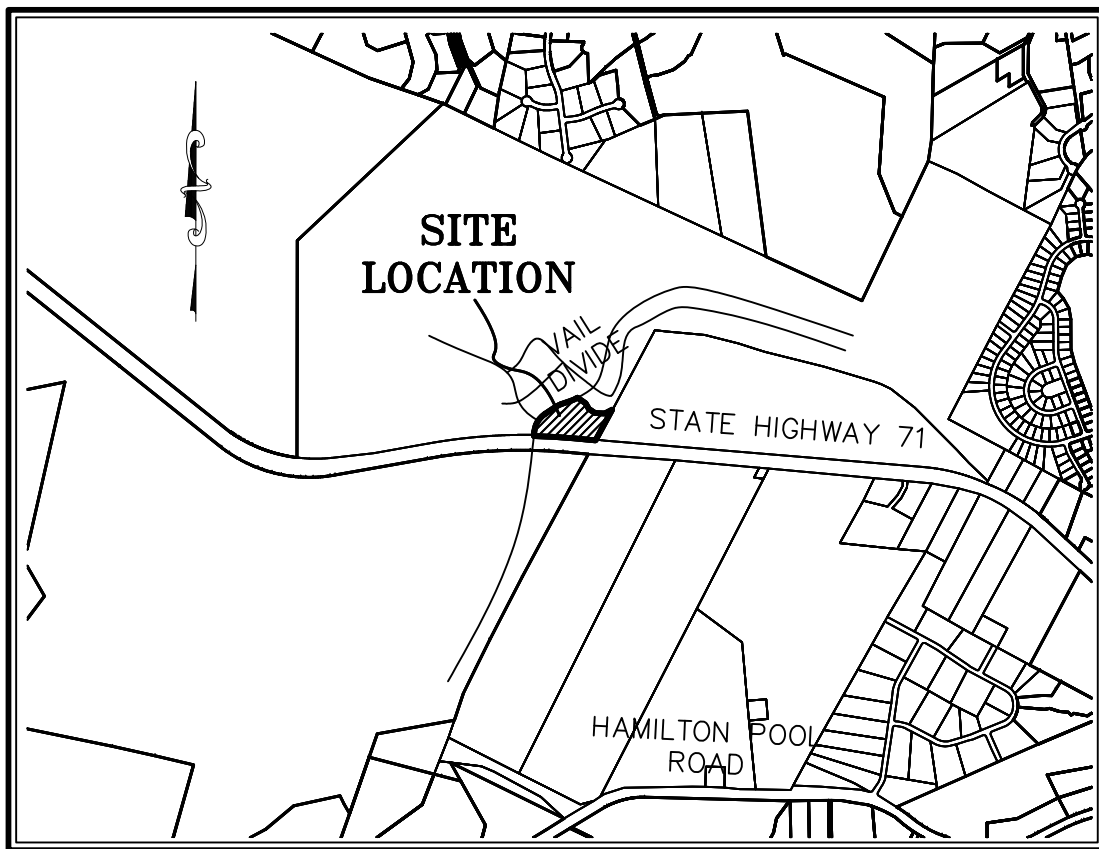 SITE
LOCATION
VAIL
DIVIDE
STATE HIGHWAY 71
HAMILTON POOL
ROAD